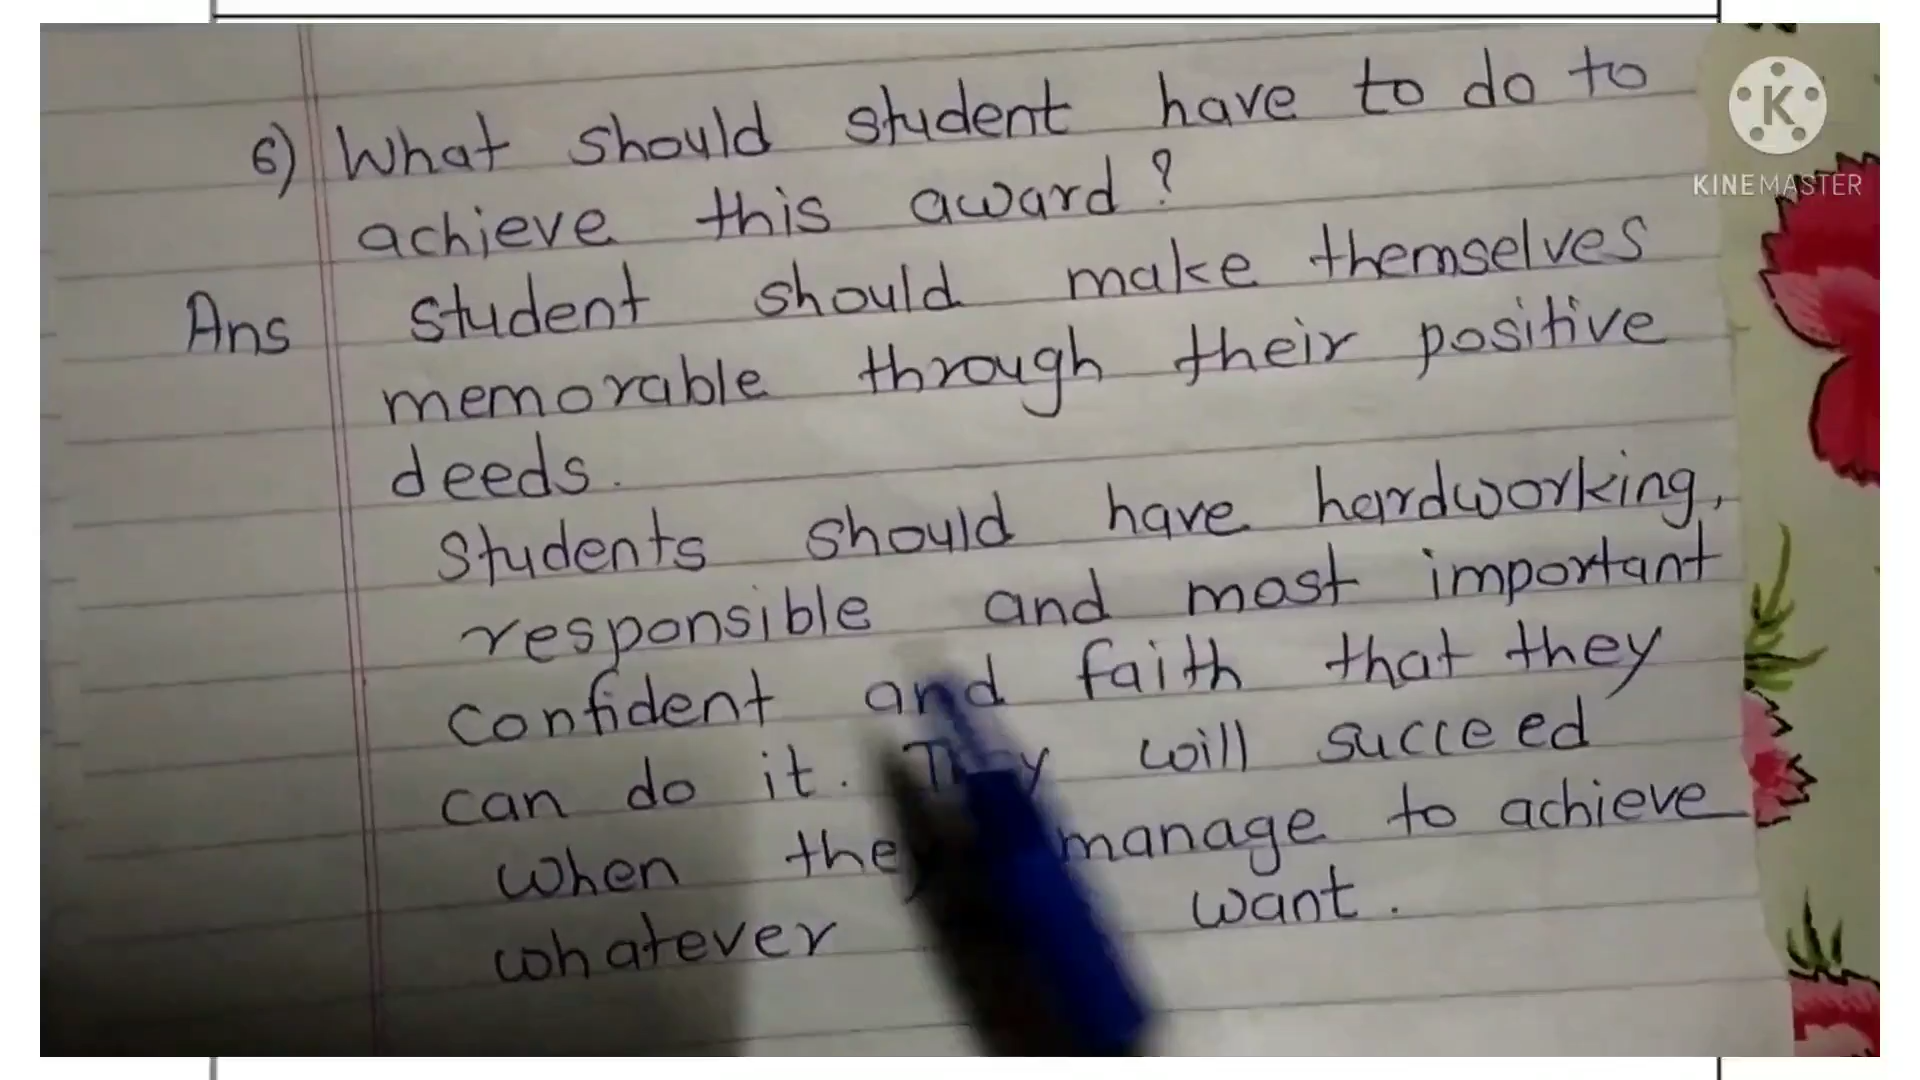 6) What should student have to do to
achieve this award?
Ans student should make themselves
memorable through their positive
deeds.
Students should have hardworking,
responsible and most important
confident and faith that they
can do it. They will succeed
when they manage to achieve
whatever want.
K
KINEMASTER